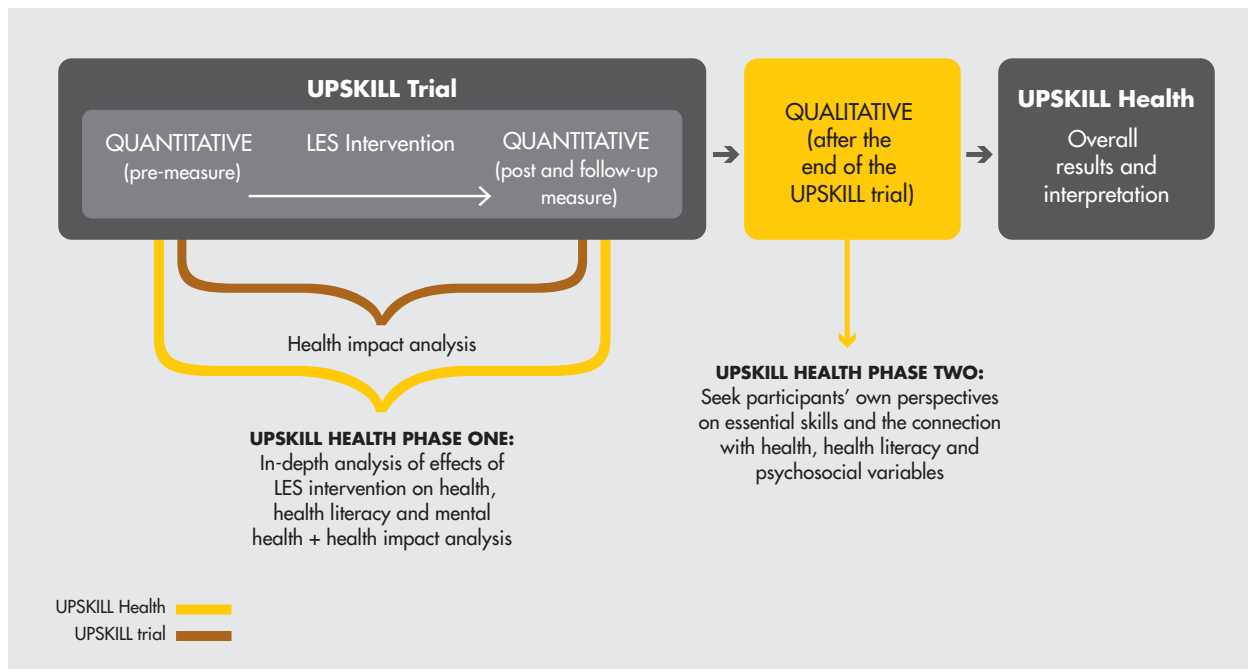 UPSKILL Trial
QUANTITATIVE
(pre-measure)
LES Intervention
QUANTITATIVE
(post and follow-up
measure)
QUALITATIVE
(after the
end of the
UPSKILL trial)
UPSKILL Health
Overall
results and
interpretation
Health impact analysis
UPSKILL HEALTH PHASE ONE:
In-depth analysis of effects of
LES intervention on health,
health literacy and mental
health + health impact analysis
UPSKILL HEALTH PHASE TWO:
Seek participants’ own perspectives
on essential skills and the connection
with health, health literacy and
psychosocial variables
UPSKILL Health
UPSKILL trial